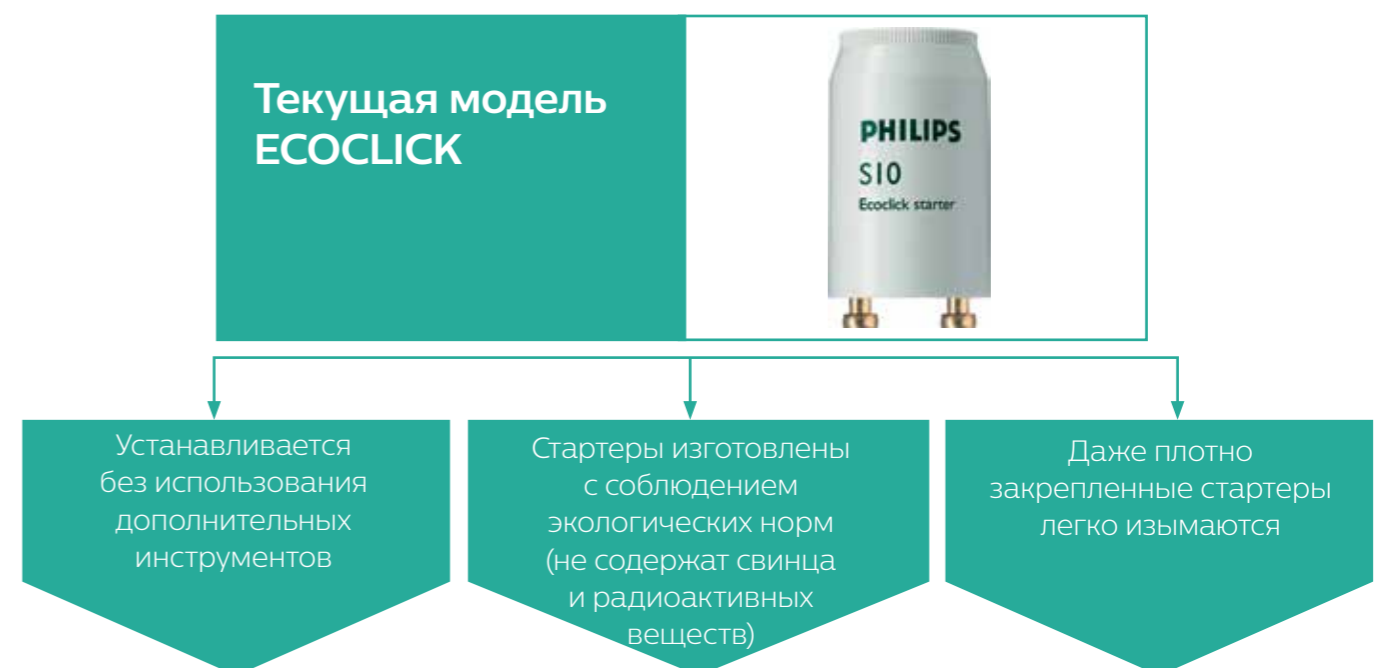 Текущая модель
ECOCLICK
PHILIPS
S10
Ecoclick starter
Устанавливается
без использования
дополнительных
инструментов
Стартеры изготовлены
с соблюдением
экологических норм
(не содержат свинца
и радиоактивных
веществ)
Даже плотно
закрепленные стартеры
легко изымаются